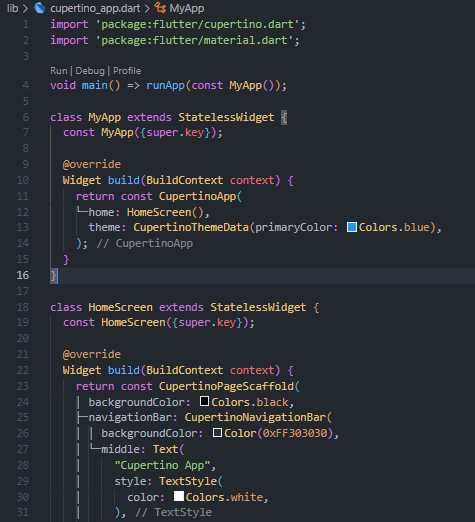 lib > cupertino_app.dart > MyApp
1 import 'package:flutter/cupertino.dart';
2 import 'package:flutter/material.dart';
3
Run | Debug | Profile
4 void main() => runApp(const MyApp());
5
6 class MyApp extends StatelessWidget {
7 const MyApp({super.key});
8
9 @override
10 Widget build(BuildContext context) {
11 return const CupertinoApp(
12 home: HomeScreen(),
13 theme: CupertinoThemeData(primaryColor: Colors.blue),
14 ); // CupertinoApp
15 }
16 }
17
18 class HomeScreen extends StatelessWidget {
19 const HomeScreen({super.key});
20
21 @override
22 Widget build(BuildContext context) {
23 return const CupertinoPageScaffold(
24 backgroundColor: Colors.black,
25 navigationBar: CupertinoNavigationBar(
26 backgroundColor: Color(0xFF303030),
27 middle: Text(
28 "Cupertino App",
29 style: TextStyle(
30 color: Colors.white,
31 ), // TextStyle